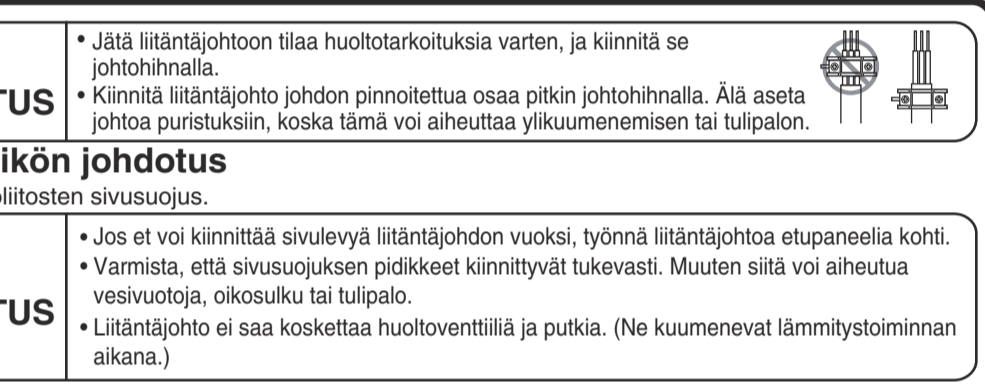 • Jätä liitäntäjohtoon tilaa huoltotarkoituksia varten, ja kiinnitä se
johtohihnalla.
TUS
• Kiinnitä liitäntäjohto johdon pinnoitettua osaa pitkin johtohihnalla. Älä aseta
johtoa puristuksiin, koska tämä voi aiheuttaa ylikuumenemisen tai tulipalon.
ikön johdotus
liitosten sivusuojus.
• Jos et voi kiinnittää sivulevyä liitäntäjohdon vuoksi, työnnä liitäntäjohtoa etupaneelia kohti.
• Varmista, että sivusuojuksen pidikkeet kiinnittyvät tukevasti. Muuten siitä voi aiheutua
vesivuotoja, oikosulku tai tulipalo.
TUS
• Liitäntäjohto ei saa koskettaa huoltoventtiiliä ja putkia. (Ne kuumenevat lämmitystoiminnan
aikana.)